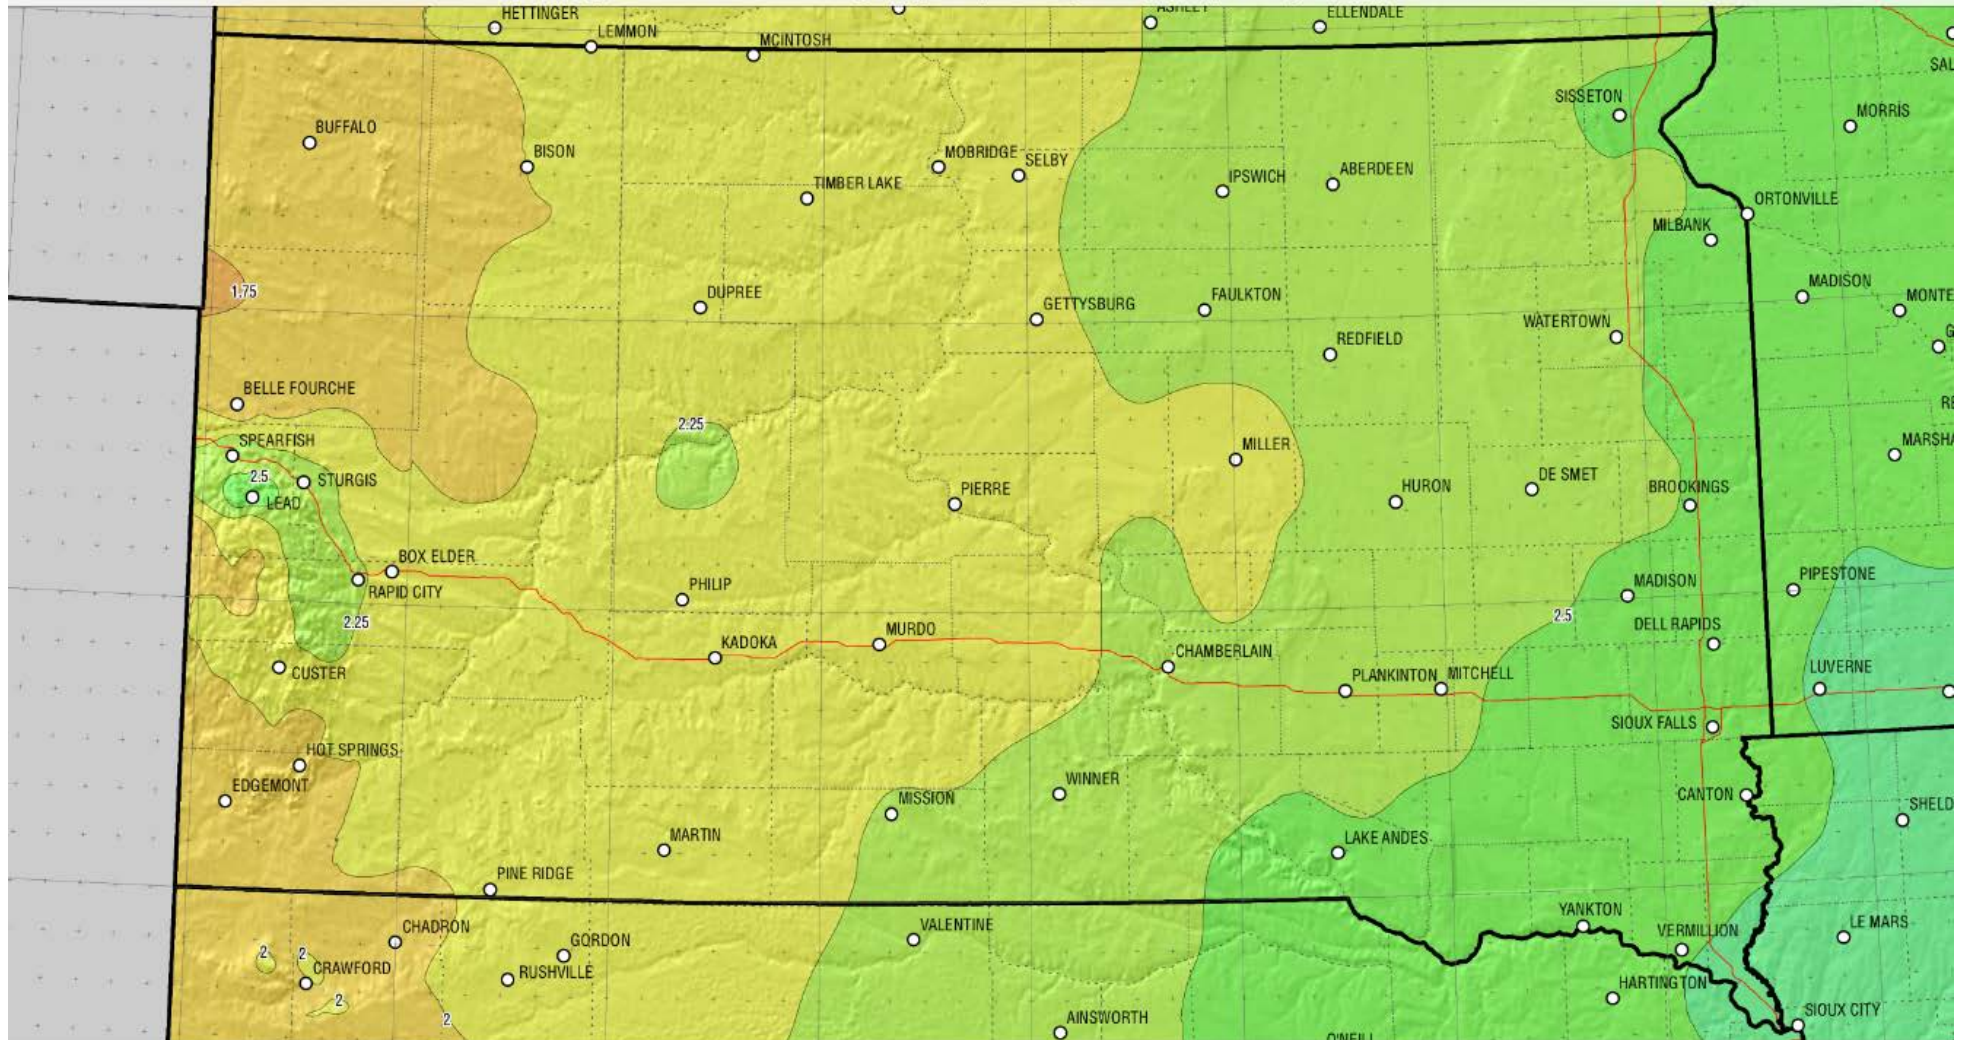 HETTINGER
ASHLEY
ELLENDALE
LEMMON
MCINTOSH
SISSETON
MORRIS
BUFFALO
BISON
MOBRIDGE
SELBY
TIMBER LAKE
IPSWICH
ABERDEEN
ORTONVILLE
MILBANK
1.75
DUPREE
GETTYSBURG
FAULKTON
MADISON
MONTE
WATERTOWN
REDFIELD
BELLE FOURCHE
2.25
SPEARFISH
MILLER
MARSHA
2.5
STURGIS
LEAD
PIERRE
HURON
DE SMET
BROOKINGS
BOX ELDER
RAPID CITY
PHILIP
MADISON
PIPESTONE
2.25
2.5
DELL RAPIDS
KADOKA
MURDO
CHAMBERLAIN
CUSTER
PLANKINTON
MITCHELL
LUVERNE
SIOUX FALLS
HOT SPRINGS
EDGEMONT
MISSION
WINNER
CANTON
SHELD
MARTIN
LAKE ANDES
PINE RIDGE
CHADRON
GORDON
VALENTINE
YANKTON
VERMILLION
LE MARS
2
2
CRAWFORD
RUSHVILLE
HARTINGTON
2
2
AINSWORTH
SIOUX CITY
O'NEILL